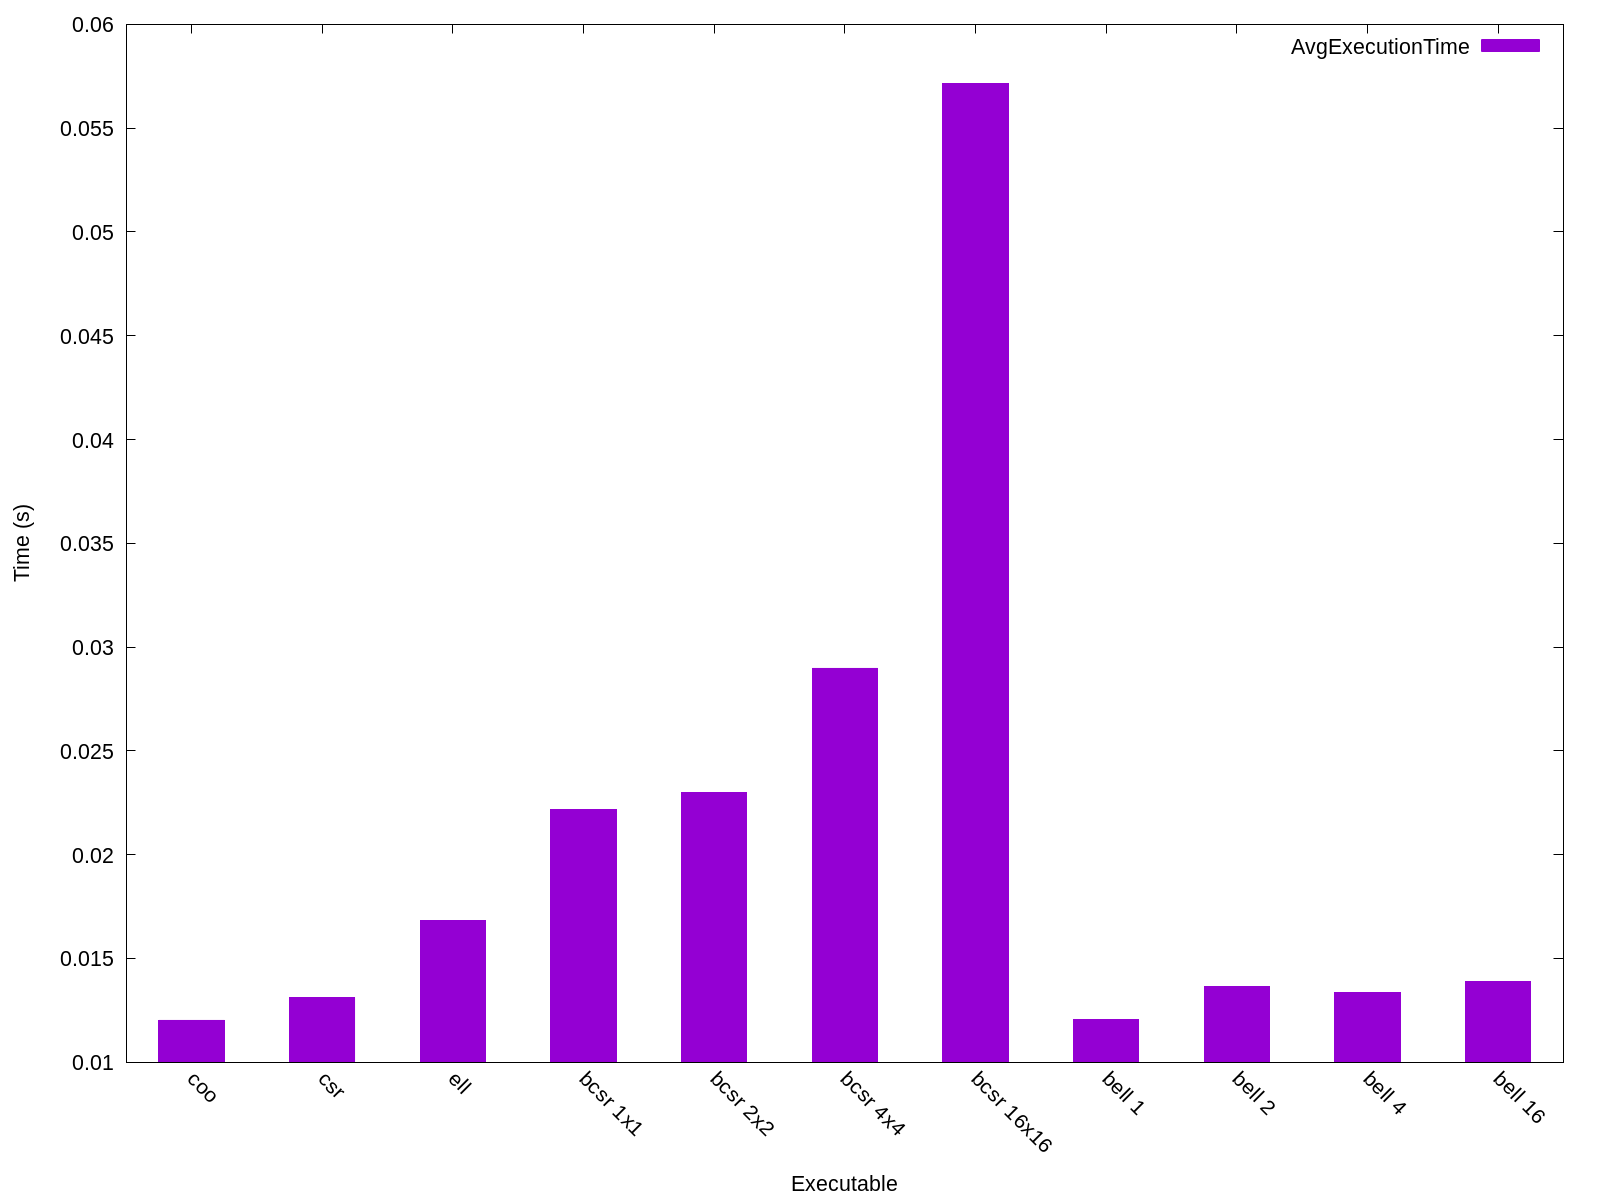 AvgExecutionTime
0.06
0.055
0.05
0.045
0.04
0.035
0.03
0.025
0.02
0.015
0.01
Time (s)
coo
csr
ell
bcsr 1x1
bcsr 2x2
bcsr 4x4
bcsr 16x16
bell 1
bell 2
bell 4
bell 16
Executable